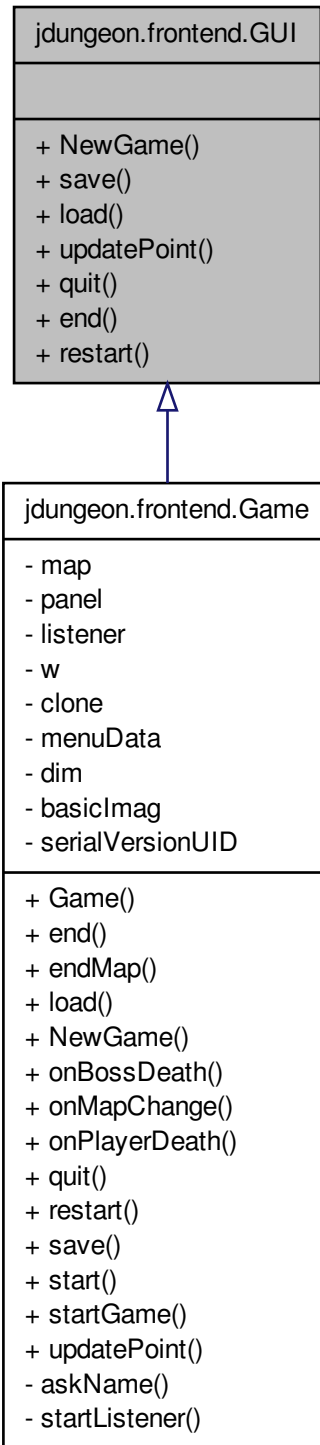 jdungeon.frontend.GUI
+ NewGame()
+ save()
+ load()
+ updatePoint()
+ quit()
+ end()
+ restart()
jdungeon.frontend.Game
- map
- panel
- listener
- w
- clone
- menuData
- dim
- basicImag
- serialVersionUID
+ Game()
+ end()
+ endMap()
+ load()
+ NewGame()
+ onBossDeath()
+ onMapChange()
+ onPlayerDeath()
+ quit()
+ restart()
+ save()
+ start()
+ startGame()
+ updatePoint()
- askName()
- startListener()